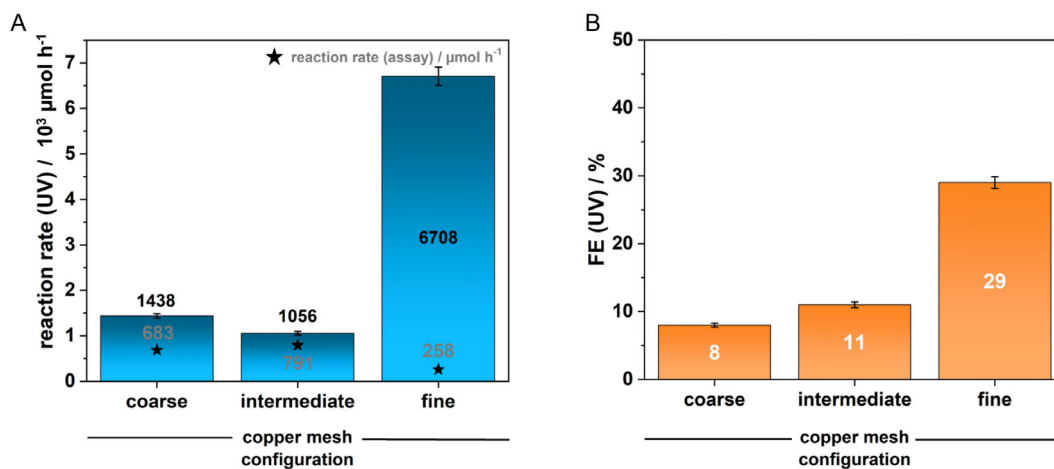 A
reaction rate (UV) / 10³ µmol h⁻¹
7
6
5
4
3
2
1
0
★ reaction rate (assay) / µmol h⁻¹
1438
683
1056
791
6708
258
coarse
intermediate
fine
copper mesh
configuration
B
FE (UV) / %
50
40
30
20
10
0
8
11
29
coarse
intermediate
fine
copper mesh
configuration